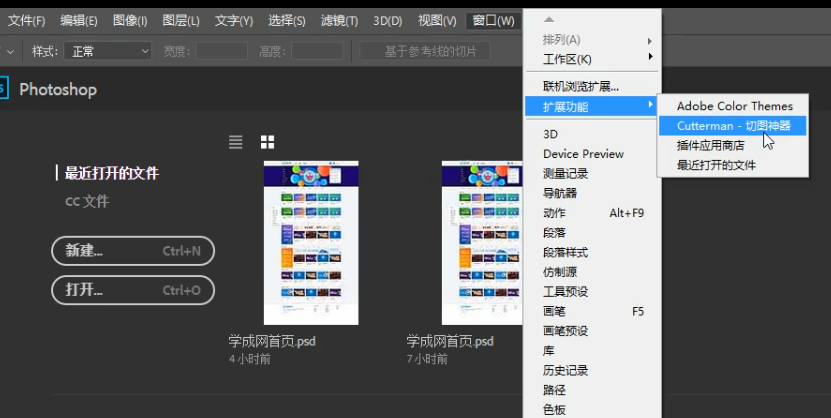 文件(F) 编辑(E) 图像(I) 图层(L) 文字(Y) 选择(S) 滤镜(T) 3D(D) 视图(V) 窗口(W)
样式: 正常 宽度: 高度: 基于参考线的切片
Photoshop
最近打开的文件
CC 文件
新建... Ctrl+N
打开... Ctrl+O
学成网首页.psd
4 小时前
学成网首页.psd
7 小时前
排列(A)
工作区(K)
联机浏览扩展...
扩展功能
3D
Device Preview
测量记录
导航器
动作 Alt+F9
段落
段落样式
仿制源
工具预设
画笔 F5
画笔预设
库
历史记录
路径
色板
Adobe Color Themes
Cutterman - 切图神器
插件应用商店
最近打开的文件